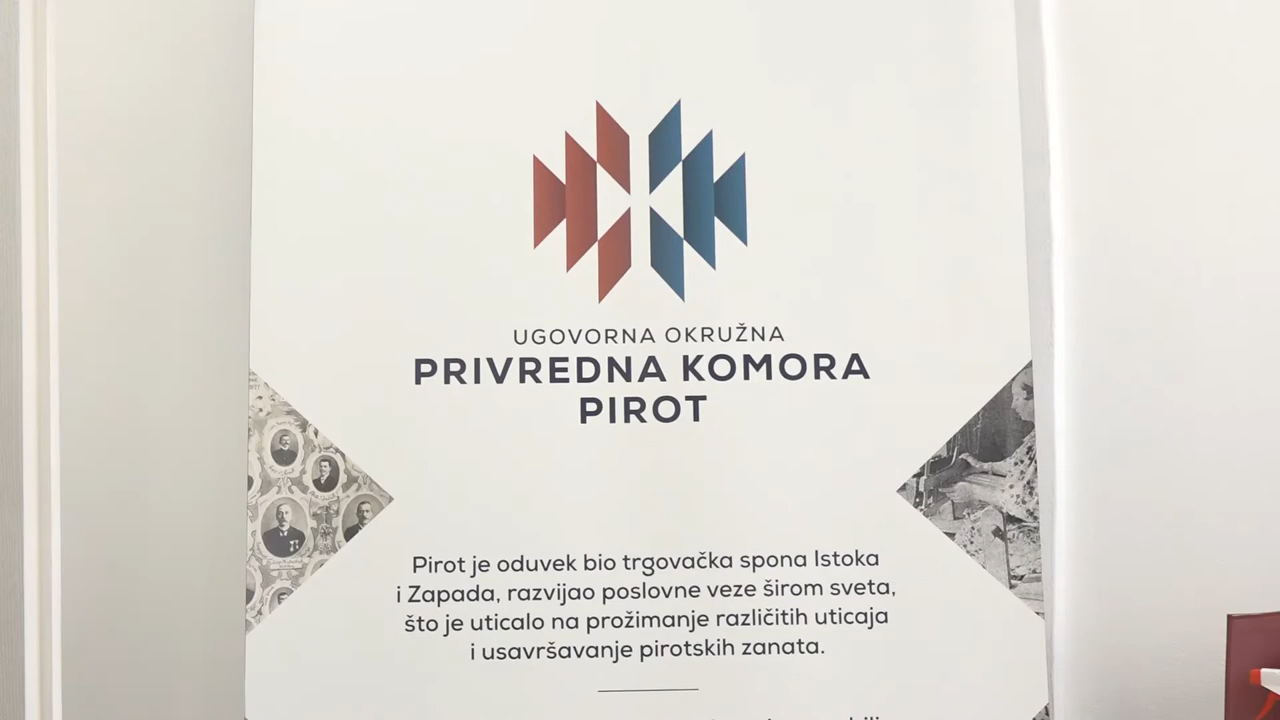 UGOVORNA OKRUŽNA
PRIVREDNA KOMORA
PIROT
Pirot je oduvek bio trgovačka spona Istoka
i Zapada, razvijao poslovne veze širom sveta,
što je uticalo na prožimanje različitih uticaja
i usavršavanje pirotskih zanata.